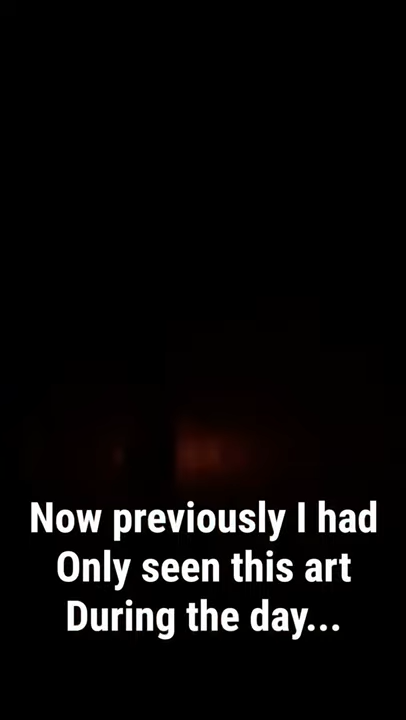 Now previously I had
Only seen this art
During the day...